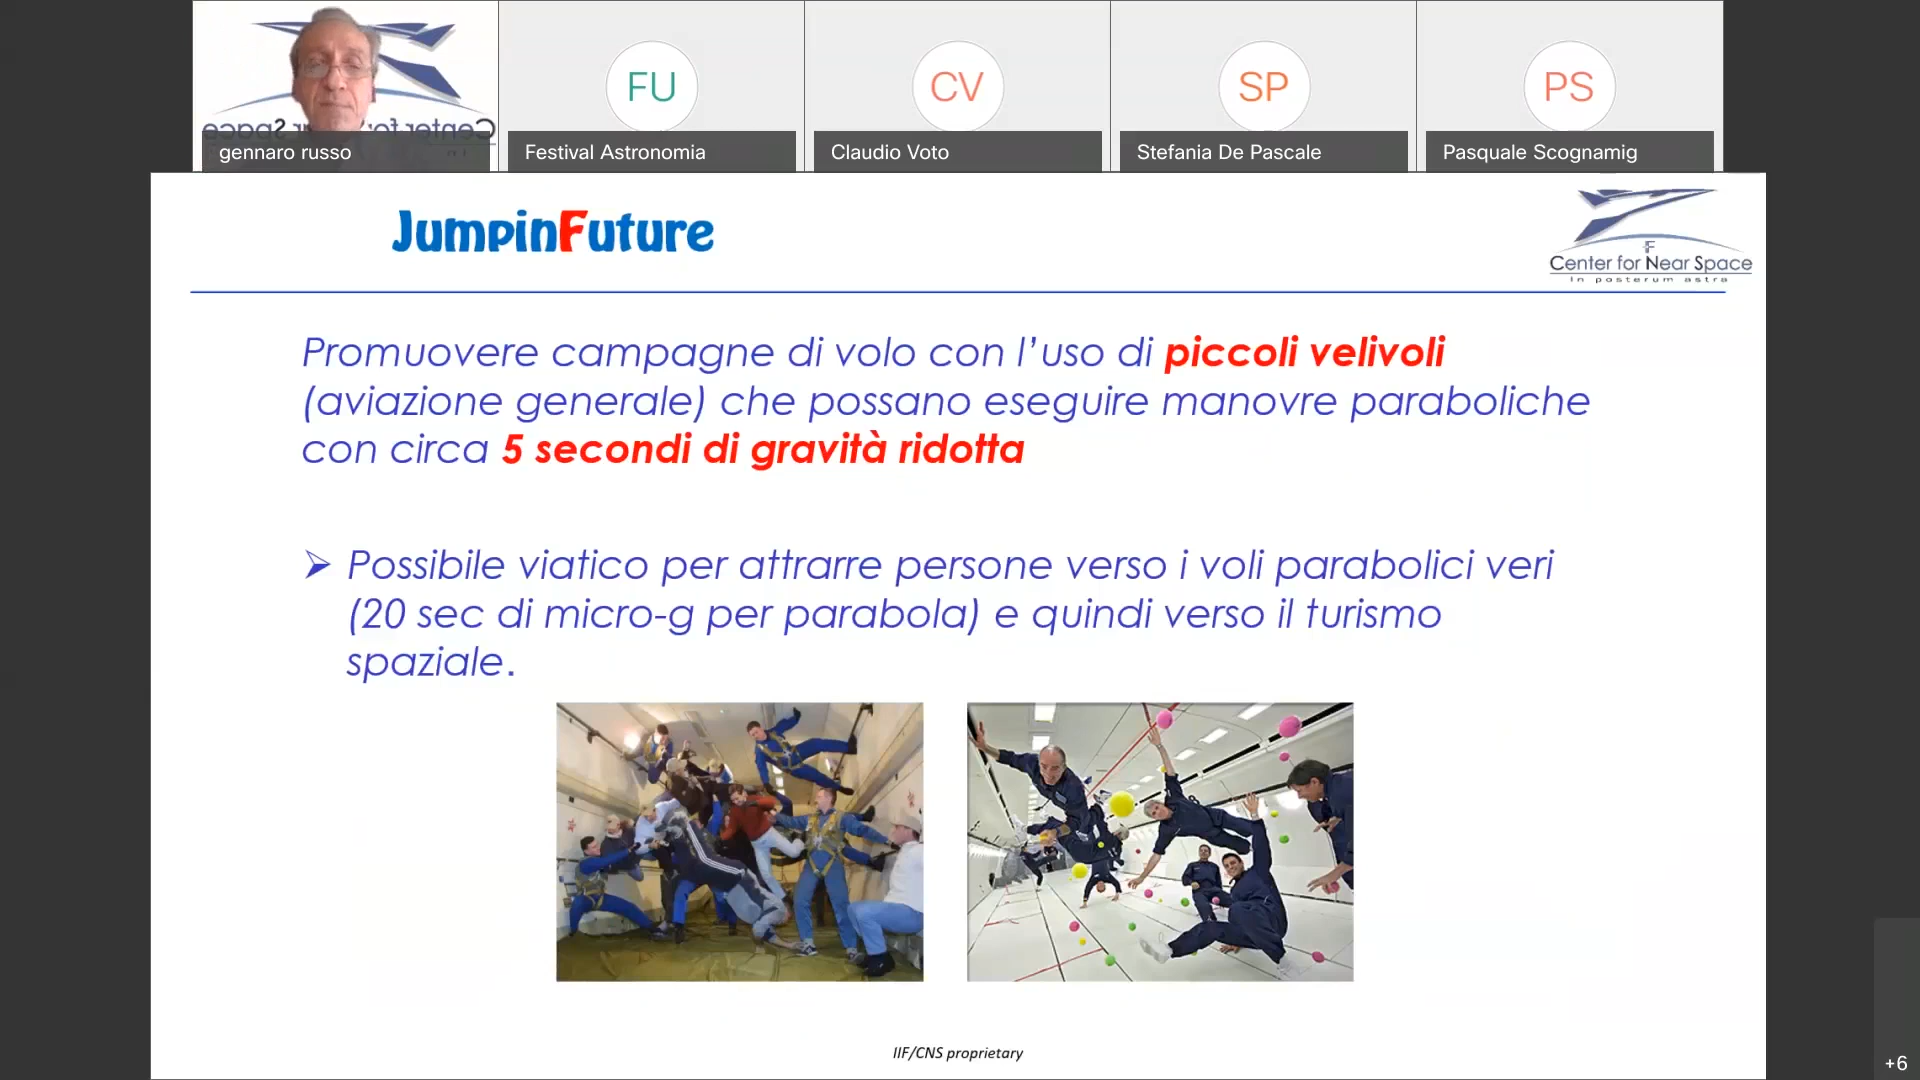 FU
CV
SP
PS
gennaro russo
Festival Astronomia
Claudio Voto
Stefania De Pascale
Pasquale Scognamig
JumpinFuture
Center for Near Space
In posterum astra
Promuovere campagne di volo con l’uso di piccoli velivoli
(aviazione generale) che possano eseguire manovre paraboliche
con circa 5 secondi di gravità ridotta
➢ Possibile viatico per attrarre persone verso i voli parabolici veri
(20 sec di micro-g per parabola) e quindi verso il turismo
spaziale.
IIF/CNS proprietary
+6